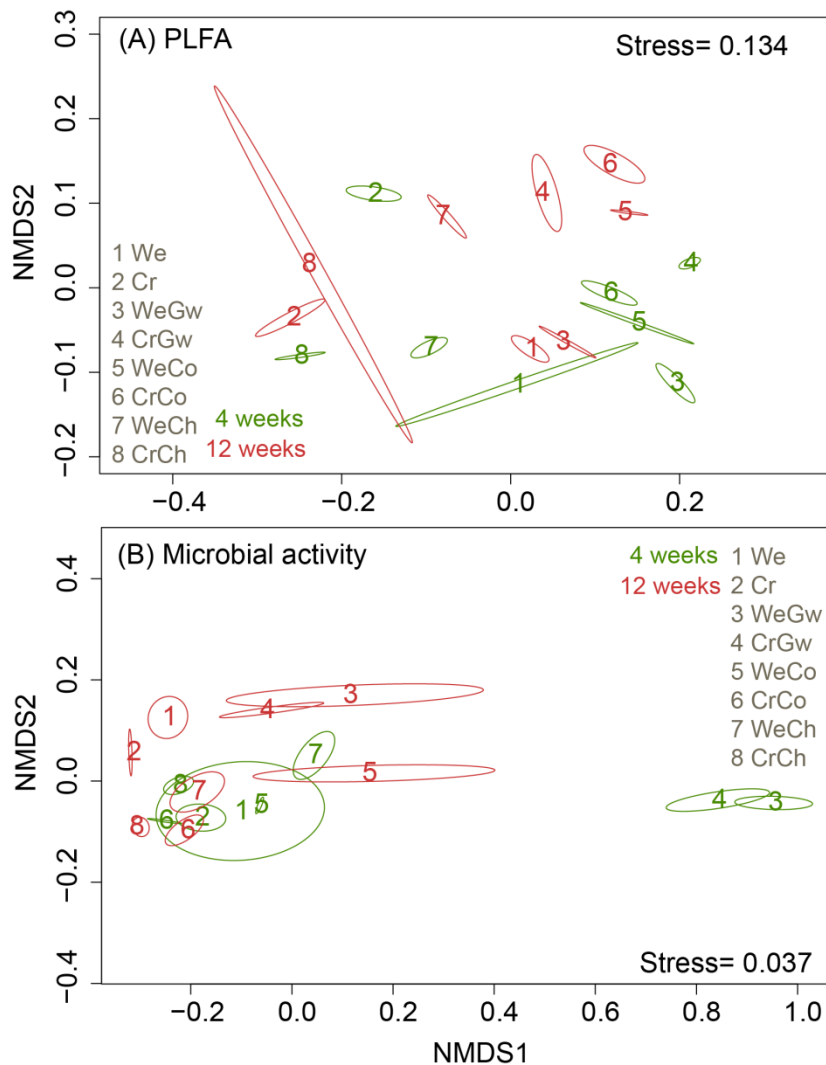 (A) PLFA
Stress= 0.134
0.3
0.2
0.1
0.0
−0.1
−0.2
NMDS2
2
7
4
6
5
8
4
6
5
2
8
7
1
3
1
3
1 We
2 Cr
3 WeGw
4 CrGw
5 WeCo
6 CrCo
7 WeCh
8 CrCh
4 weeks
12 weeks
−0.4
−0.2
0.0
0.2
(B) Microbial activity
4 weeks
12 weeks
1 We
2 Cr
3 WeGw
4 CrGw
5 WeCo
6 CrCo
7 WeCh
8 CrCh
0.4
0.2
0.0
−0.2
−0.4
NMDS2
3
4
1
2
7
5
8
7
1
5
4
3
8
6
2
6
Stress= 0.037
−0.2
0.0
0.2
0.4
0.6
0.8
1.0
NMDS1